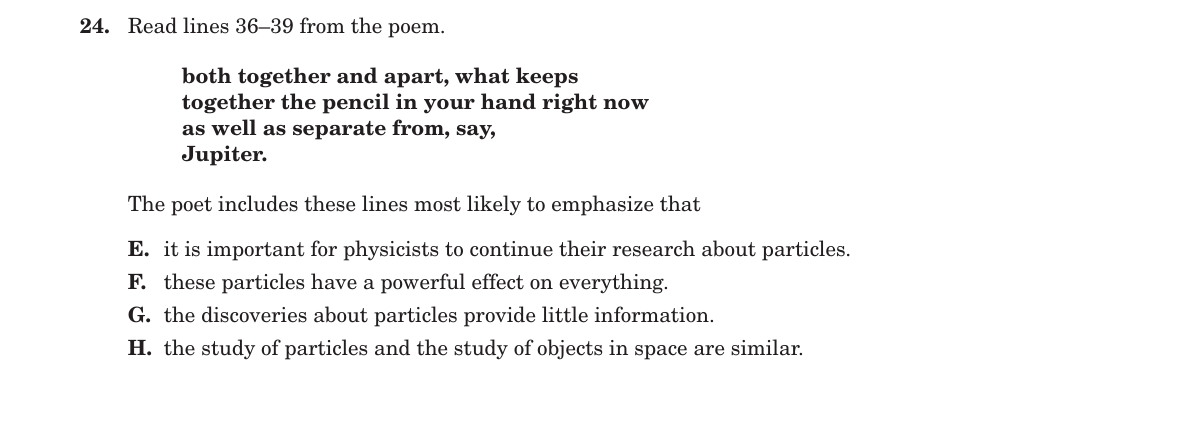 24. Read lines 36–39 from the poem.
both together and apart, what keeps
together the pencil in your hand right now
as well as separate from, say,
Jupiter.
The poet includes these lines most likely to emphasize that
E. it is important for physicists to continue their research about particles.
F. these particles have a powerful effect on everything.
G. the discoveries about particles provide little information.
H. the study of particles and the study of objects in space are similar.